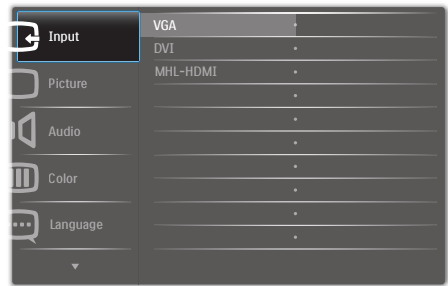 Input
Picture
Audio
Color
Language
VGA
DVI
MHL-HDMI